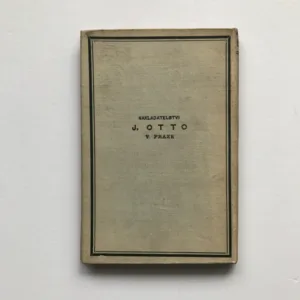 NAKLADATELSTVÍ
J. OTTO
V PRAZE